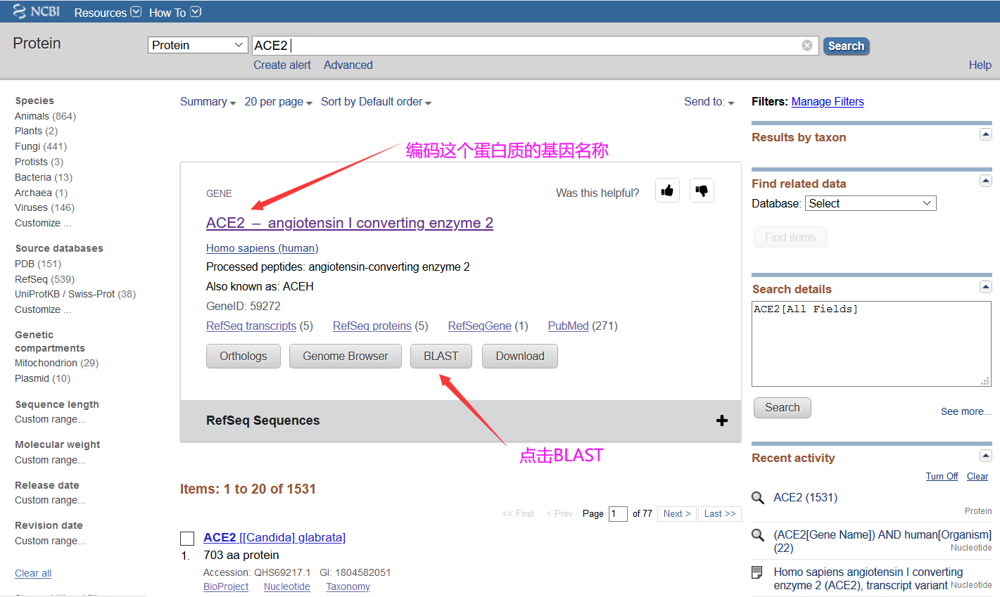 NCBI Resources How To
Protein
Protein
ACE2
Search
Create alert Advanced
Help
Species
Animals (864)
Plants (2)
Fungi (441)
Protists (3)
Bacteria (13)
Archaea (1)
Viruses (146)
Customize ...
Source databases
PDB (151)
RefSeq (539)
UniProtKB / Swiss-Prot (38)
Customize ...
Genetic
compartments
Mitochondrion (29)
Plasmid (10)
Sequence length
Custom range...
Molecular weight
Custom range...
Release date
Custom range...
Revision date
Custom range...
Clear all
Summary 20 per page Sort by Default order
Send to:
编码这个蛋白质的基因名称
GENE
Was this helpful?
ACE2 – angiotensin I converting enzyme 2
Homo sapiens (human)
Processed peptides: angiotensin-converting enzyme 2
Also known as: ACEH
GeneID: 59272
RefSeq transcripts (5) RefSeq proteins (5) RefSeqGene (1) PubMed (271)
Orthologs Genome Browser BLAST Download
RefSeq Sequences
点击BLAST
Items: 1 to 20 of 1531
<< First < Prev Page 1 of 77 Next > Last >>
ACE2 [[Candida] glabrata]
1. 703 aa protein
Accession: QHS69217.1 GI: 1804582051
BioProject Nucleotide Taxonomy
Filters: Manage Filters
Results by taxon
Find related data
Database: Select
Find items
Search details
ACE2[All Fields]
Search
See more...
Recent activity
Turn Off Clear
ACE2 (1531)
Protein
(ACE2[Gene Name]) AND human[Organism]
(22)
Nucleotide
Homo sapiens angiotensin I converting
enzyme 2 (ACE2), transcript variant
Nucleotide